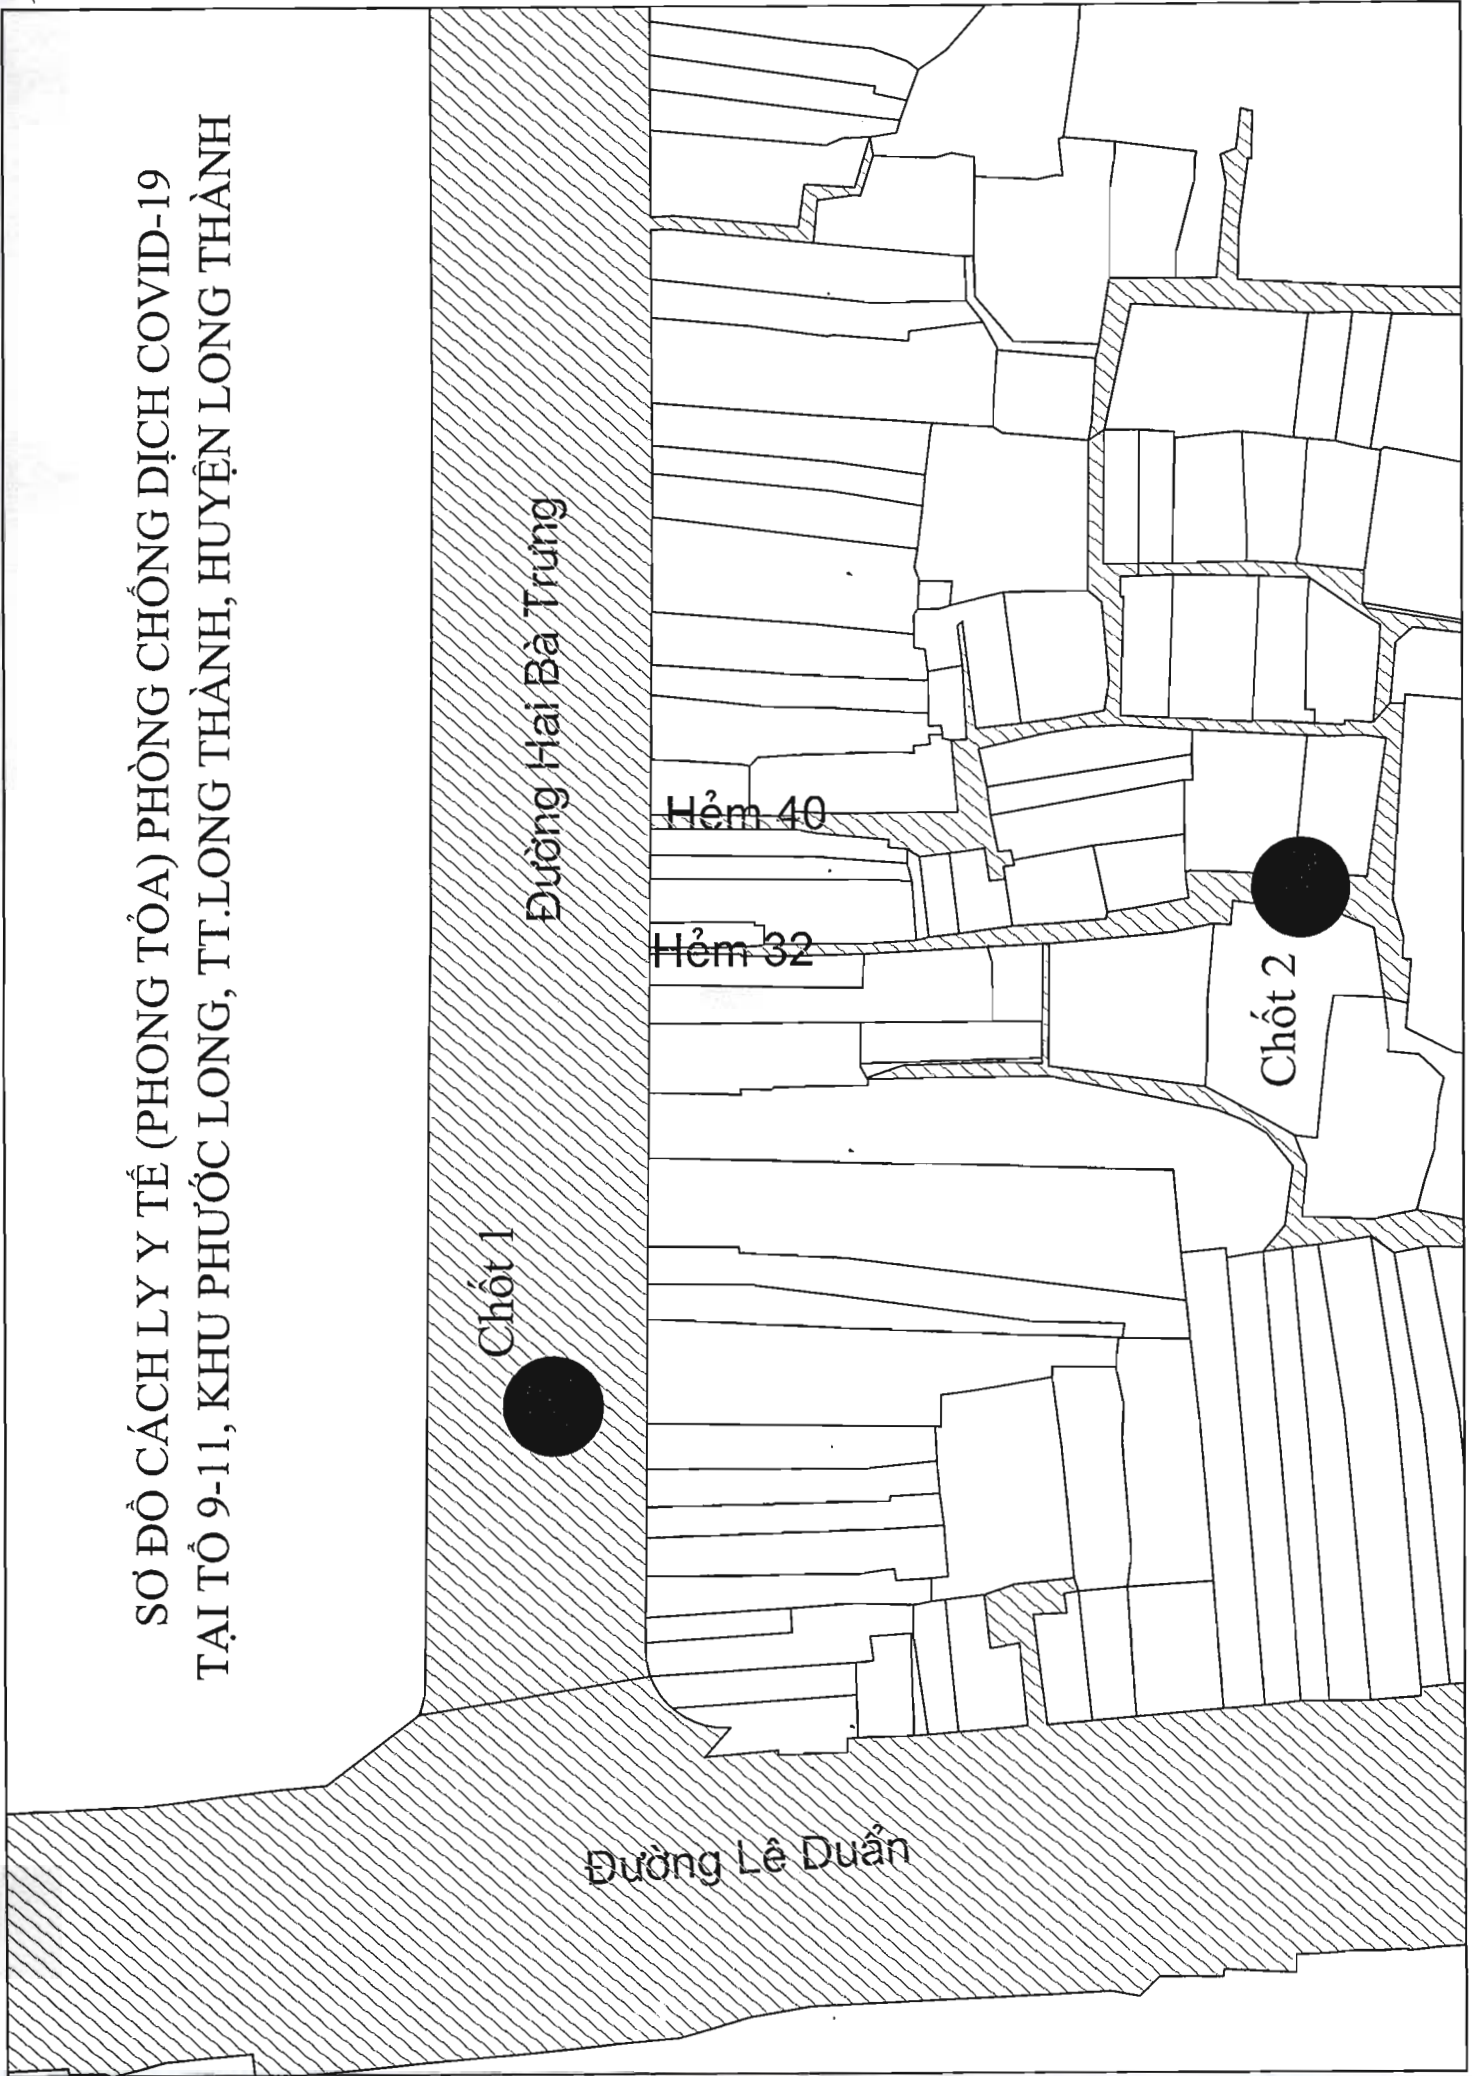 SƠ ĐỒ CÁCH LY Y TẾ (PHONG TỎA) PHÒNG CHỐNG DỊCH COVID-19
TẠI TỔ 9-11, KHU PHƯỚC LONG, TT.LONG THÀNH, HUYỆN LONG THÀNH
Đường Hai Bà Trưng
Chốt 1
Hẻm 40
Hẻm 32
Chốt 2
Đường Lê Duẩn